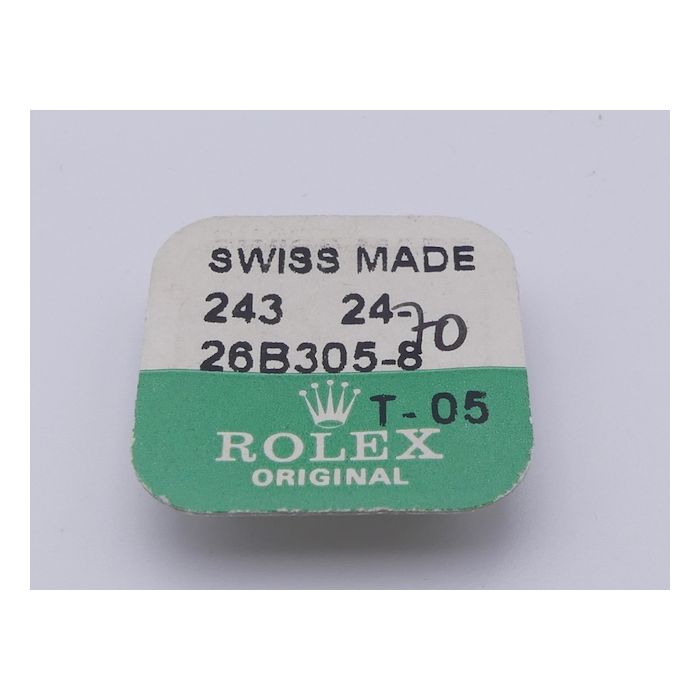 SWISS MADE
243 24-70
26B305-8
T-05
ROLEX
ORIGINAL